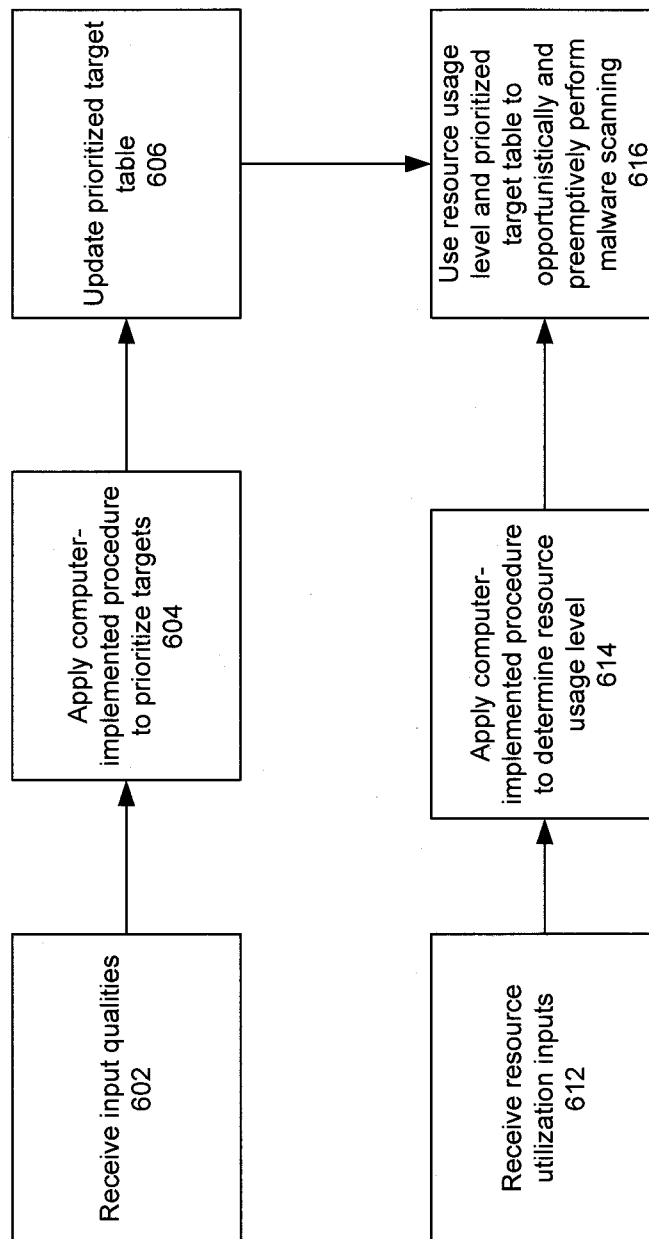 Receive input qualities
602
Apply computer-
implemented procedure
to prioritize targets
604
Update prioritized target
table
606
Receive resource
utilization inputs
612
Apply computer-
implemented procedure
to determine resource
usage level
614
Use resource usage
level and prioritized
target table to
opportunistically and
preemptively perform
malware scanning
616